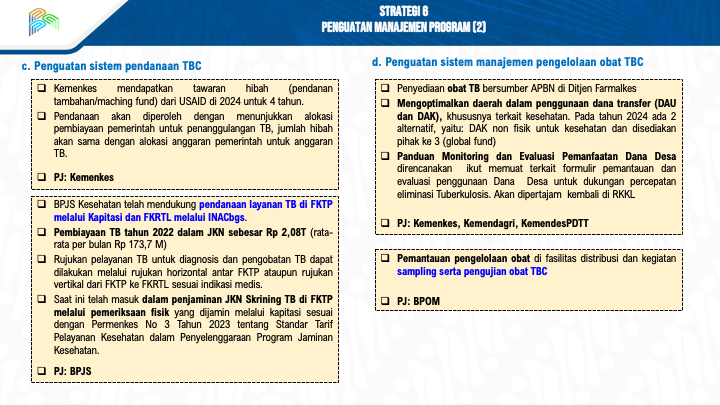 STRATEGI 6
PENGUATAN MANAJEMEN PROGRAM (2)
c. Penguatan sistem pendanaan TBC
❑ Kemenkes mendapatkan tawaran hibah (pendanan
tambahan/maching fund) dari USAID di 2024 untuk 4 tahun.
❑ Pendanaan akan diperoleh dengan menunjukkan alokasi
pembiayaan pemerintah untuk penanggulangan TB, jumlah hibah
akan sama dengan alokasi anggaran pemerintah untuk anggaran
TB.
❑ PJ: Kemenkes
❑ BPJS Kesehatan telah mendukung pendanaan layanan TB di FKTP
melalui Kapitasi dan FKRTL melalui INACbgs.
❑ Pembiayaan TB tahun 2022 dalam JKN sebesar Rp 2,08T (rata-
rata per bulan Rp 173,7 M)
❑ Rujukan pelayanan TB untuk diagnosis dan pengobatan TB dapat
dilakukan melalui rujukan horizontal antar FKTP ataupun rujukan
vertikal dari FKTP ke FKRTL sesuai indikasi medis.
❑ Saat ini telah masuk dalam penjaminan JKN Skrining TB di FKTP
melalui pemeriksaan fisik yang dijamin melalui kapitasi sesuai
dengan Permenkes No 3 Tahun 2023 tentang Standar Tarif
Pelayanan Kesehatan dalam Penyelenggaraan Program Jaminan
Kesehatan.
❑ PJ: BPJS
d. Penguatan sistem manajemen pengelolaan obat TBC
❑ Penyediaan obat TB bersumber APBN di Ditjen Farmalkes
❑ Mengoptimalkan daerah dalam penggunaan dana transfer (DAU
dan DAK), khususnya terkait kesehatan. Pada tahun 2024 ada 2
alternatif, yaitu: DAK non fisik untuk kesehatan dan disediakan
pihak ke 3 (global fund)
❑ Panduan Monitoring dan Evaluasi Pemanfaatan Dana Desa
direncanakan ikut memuat terkait formulir pemantauan dan
evaluasi penggunaan Dana Desa untuk dukungan percepatan
eliminasi Tuberkulosis. Akan dipertajam kembali di RKKL
❑ PJ: Kemenkes, Kemendagri, KemendesPDTT
❑ Pemantauan pengelolaan obat di fasilitas distribusi dan kegiatan
sampling serta pengujian obat TBC
❑ PJ: BPOM